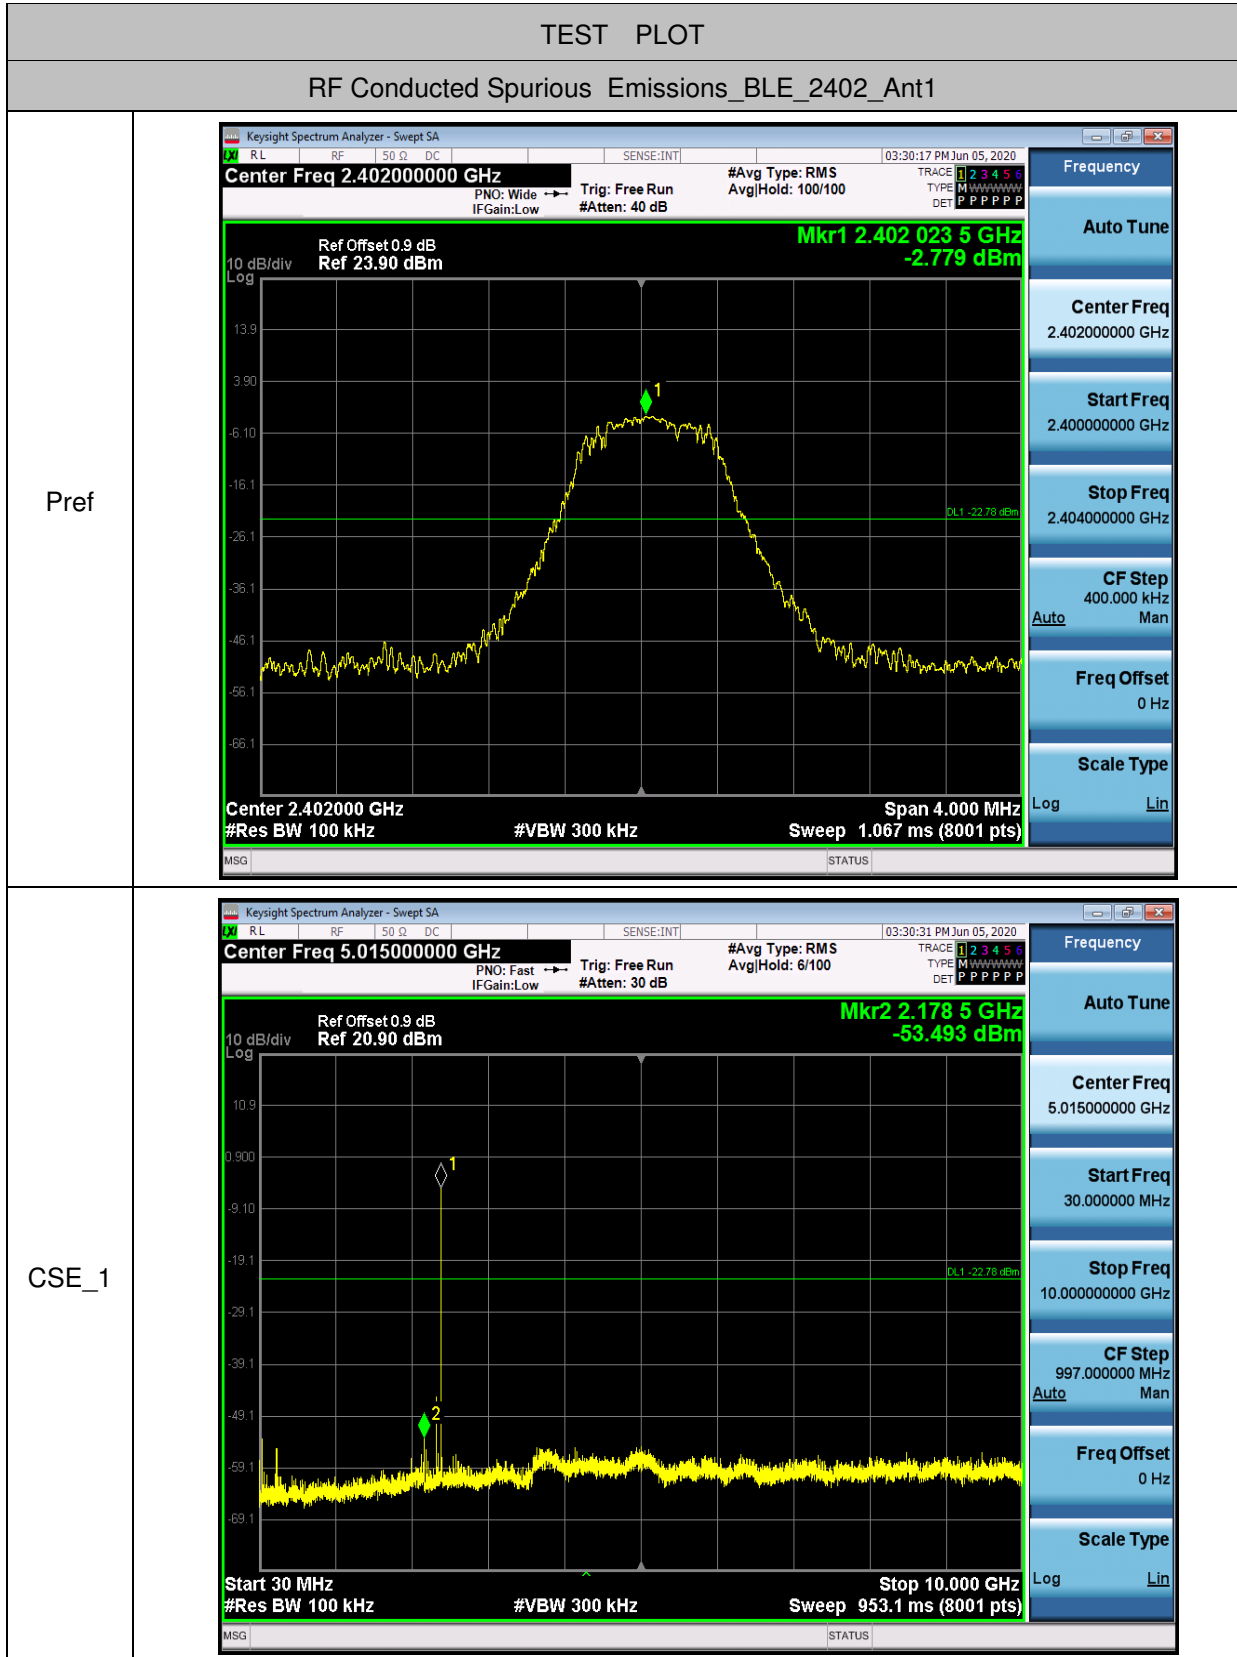 TEST PLOT
RF Conducted Spurious Emissions_BLE_2402_Ant1
Pref
Keysight Spectrum Analyzer - Swept SA
LXI RL RF 50 Ω DC SENSE:INT 03:30:17 PM Jun 05, 2020
Center Freq 2.402000000 GHz
PNO: Wide
IFGain:Low
Trig: Free Run
#Atten: 40 dB
#Avg Type: RMS
Avg|Hold: 100/100
TRACE 1 2 3 4 5 6
TYPE M WWWWW
DET P P P P P P
Mkr1 2.402 023 5 GHz
-2.779 dBm
Ref Offset 0.9 dB
10 dB/div Ref 23.90 dBm
Log
13.9
3.90
-6.10
-16.1
-26.1
-36.1
-46.1
-56.1
-66.1
1
DL1 -22.78 dBm
Center 2.402000 GHz Span 4.000 MHz
#Res BW 100 kHz #VBW 300 kHz Sweep 1.067 ms (8001 pts)
MSG STATUS
Frequency
Auto Tune
Center Freq
2.402000000 GHz
Start Freq
2.400000000 GHz
Stop Freq
2.404000000 GHz
CF Step
400.000 kHz
Auto Man
Freq Offset
0 Hz
Scale Type
Log Lin
CSE_1
Keysight Spectrum Analyzer - Swept SA
LXI RL RF 50 Ω DC SENSE:INT 03:30:31 PM Jun 05, 2020
Center Freq 5.015000000 GHz
PNO: Fast
IFGain:Low
Trig: Free Run
#Atten: 30 dB
#Avg Type: RMS
Avg|Hold: 6/100
TRACE 1 2 3 4 5 6
TYPE M WWWWW
DET P P P P P P
Mkr2 2.178 5 GHz
-53.493 dBm
Ref Offset 0.9 dB
10 dB/div Ref 20.90 dBm
Log
10.9
0.900
-9.10
-19.1
-29.1
-39.1
-49.1
-59.1
-69.1
1
2
DL1 -22.78 dBm
Start 30 MHz Stop 10.000 GHz
#Res BW 100 kHz #VBW 300 kHz Sweep 953.1 ms (8001 pts)
MSG STATUS
Frequency
Auto Tune
Center Freq
5.015000000 GHz
Start Freq
30.000000 MHz
Stop Freq
10.000000000 GHz
CF Step
997.000000 MHz
Auto Man
Freq Offset
0 Hz
Scale Type
Log Lin